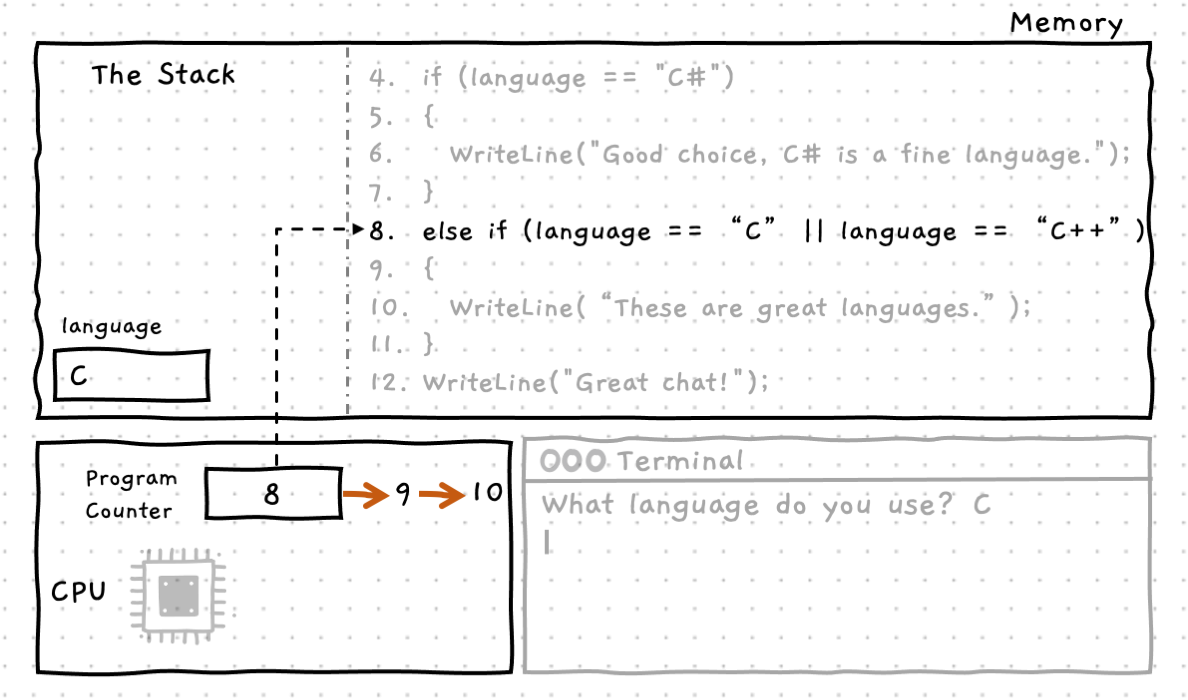 Memory
The Stack
4. if (language == "C#")
5. {
6. WriteLine("Good choice, C# is a fine language.");
7. }
8. else if (language == “C” || language == “C++” )
9. {
10. WriteLine( “These are great languages.” );
11. }
12. WriteLine("Great chat!");
language
C
Program
Counter
8 9 10
CPU
Terminal
What language do you use? C